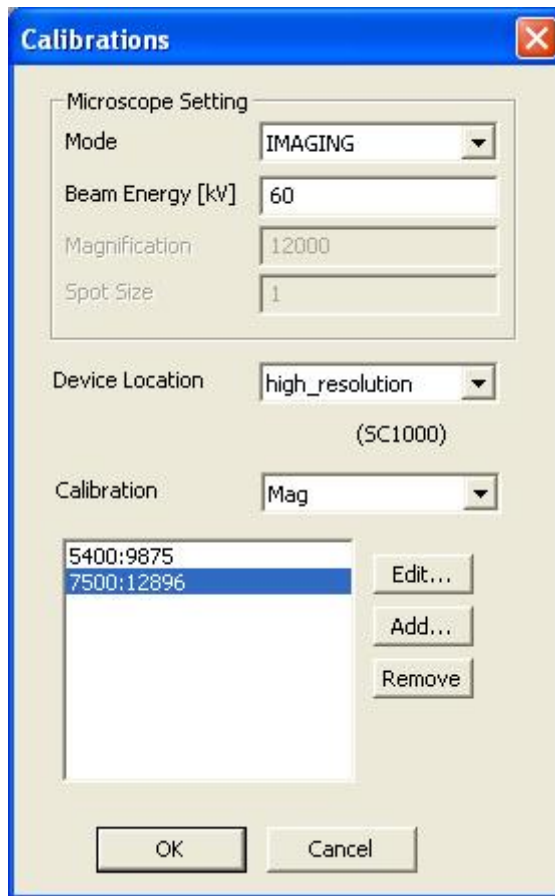 Calibrations
Microscope Setting
Mode IMAGING
Beam Energy [kV] 60
Magnification 12000
Spot Size 1
Device Location high_resolution
(SC1000)
Calibration Mag
5400:9875
7500:12896
Edit...
Add...
Remove
OK Cancel